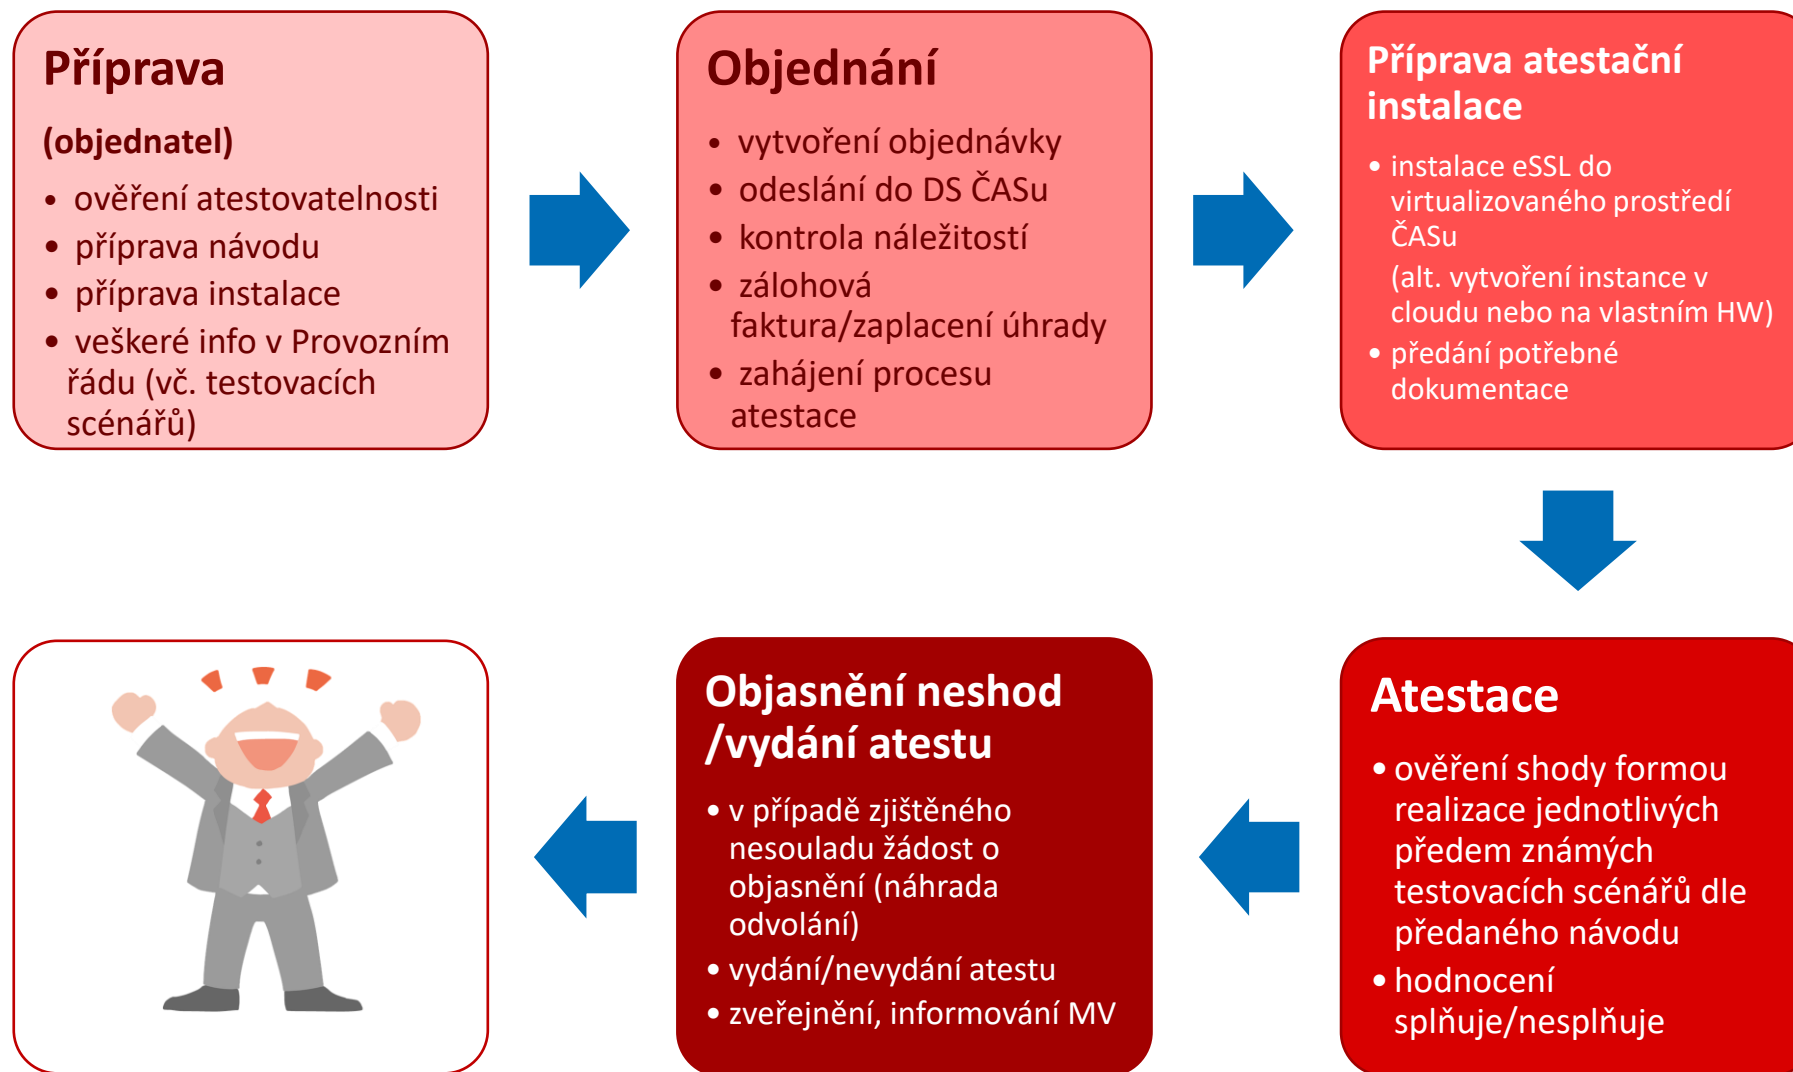 Příprava
(objednatel)
• ověření atestovatelnosti
• příprava návodu
• příprava instalace
• veškeré info v Provozním
řádu (vč. testovacích
scénářů)
Objednání
• vytvoření objednávky
• odeslání do DS ČASu
• kontrola náležitostí
• zálohová
faktura/zaplacení úhrady
• zahájení procesu
atestace
Příprava atestační
instalace
• instalace eSSL do
virtualizovaného prostředí
ČASu
(alt. vytvoření instance v
cloudu nebo na vlastním HW)
• předání potřebné
dokumentace
Atestace
• ověření shody formou
realizace jednotlivých
předem známých
testovacích scénářů dle
předaného návodu
• hodnocení
splňuje/nesplňuje
Objasnění neshod
/vydání atestu
• v případě zjištěného
nesouladu žádost o
objasnění (náhrada
odvolání)
• vydání/nevydání atestu
• zveřejnění, informování MV